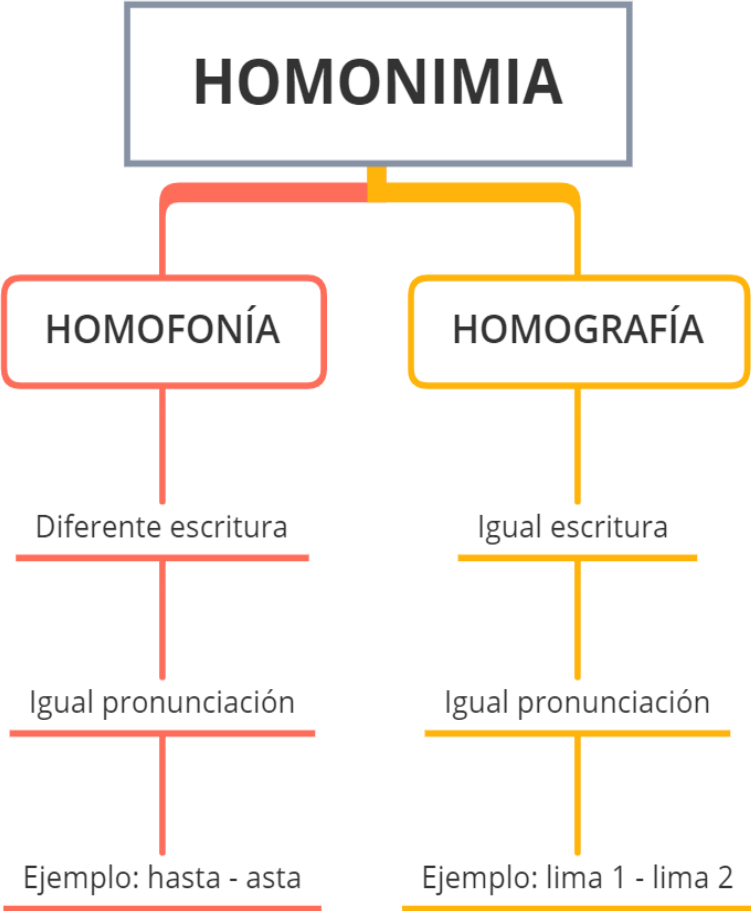 HOMONIMIA
HOMOFONÍA
Diferente escritura
Igual pronunciación
Ejemplo: hasta - asta
HOMOGRAFÍA
Igual escritura
Igual pronunciación
Ejemplo: lima 1 - lima 2